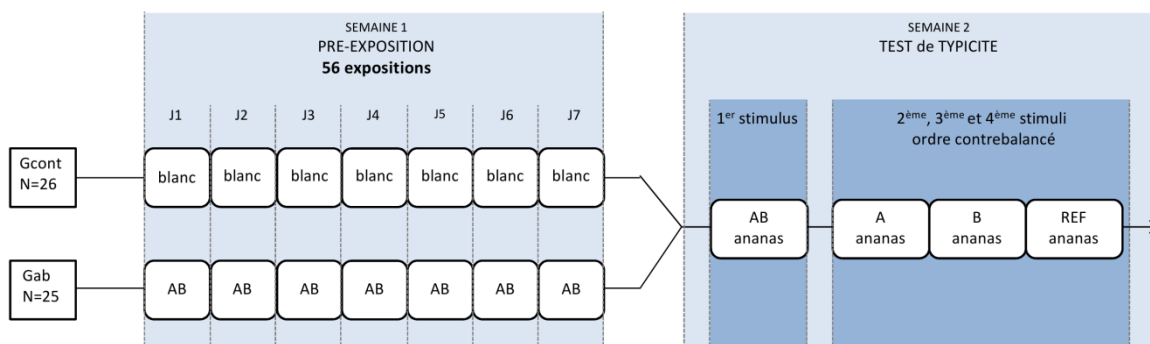 SEMAINE 1
PRE-EXPOSITION
56 expositions
SEMAINE 2
TEST de TYPICITE
J1 J2 J3 J4 J5 J6 J7
1er stimulus
2ème, 3ème et 4ème stimuli
ordre contrebalancé
Gcont
N=26
blanc blanc blanc blanc blanc blanc blanc
AB
ananas
A
ananas
B
ananas
REF
ananas
Gab
N=25
AB AB AB AB AB AB AB